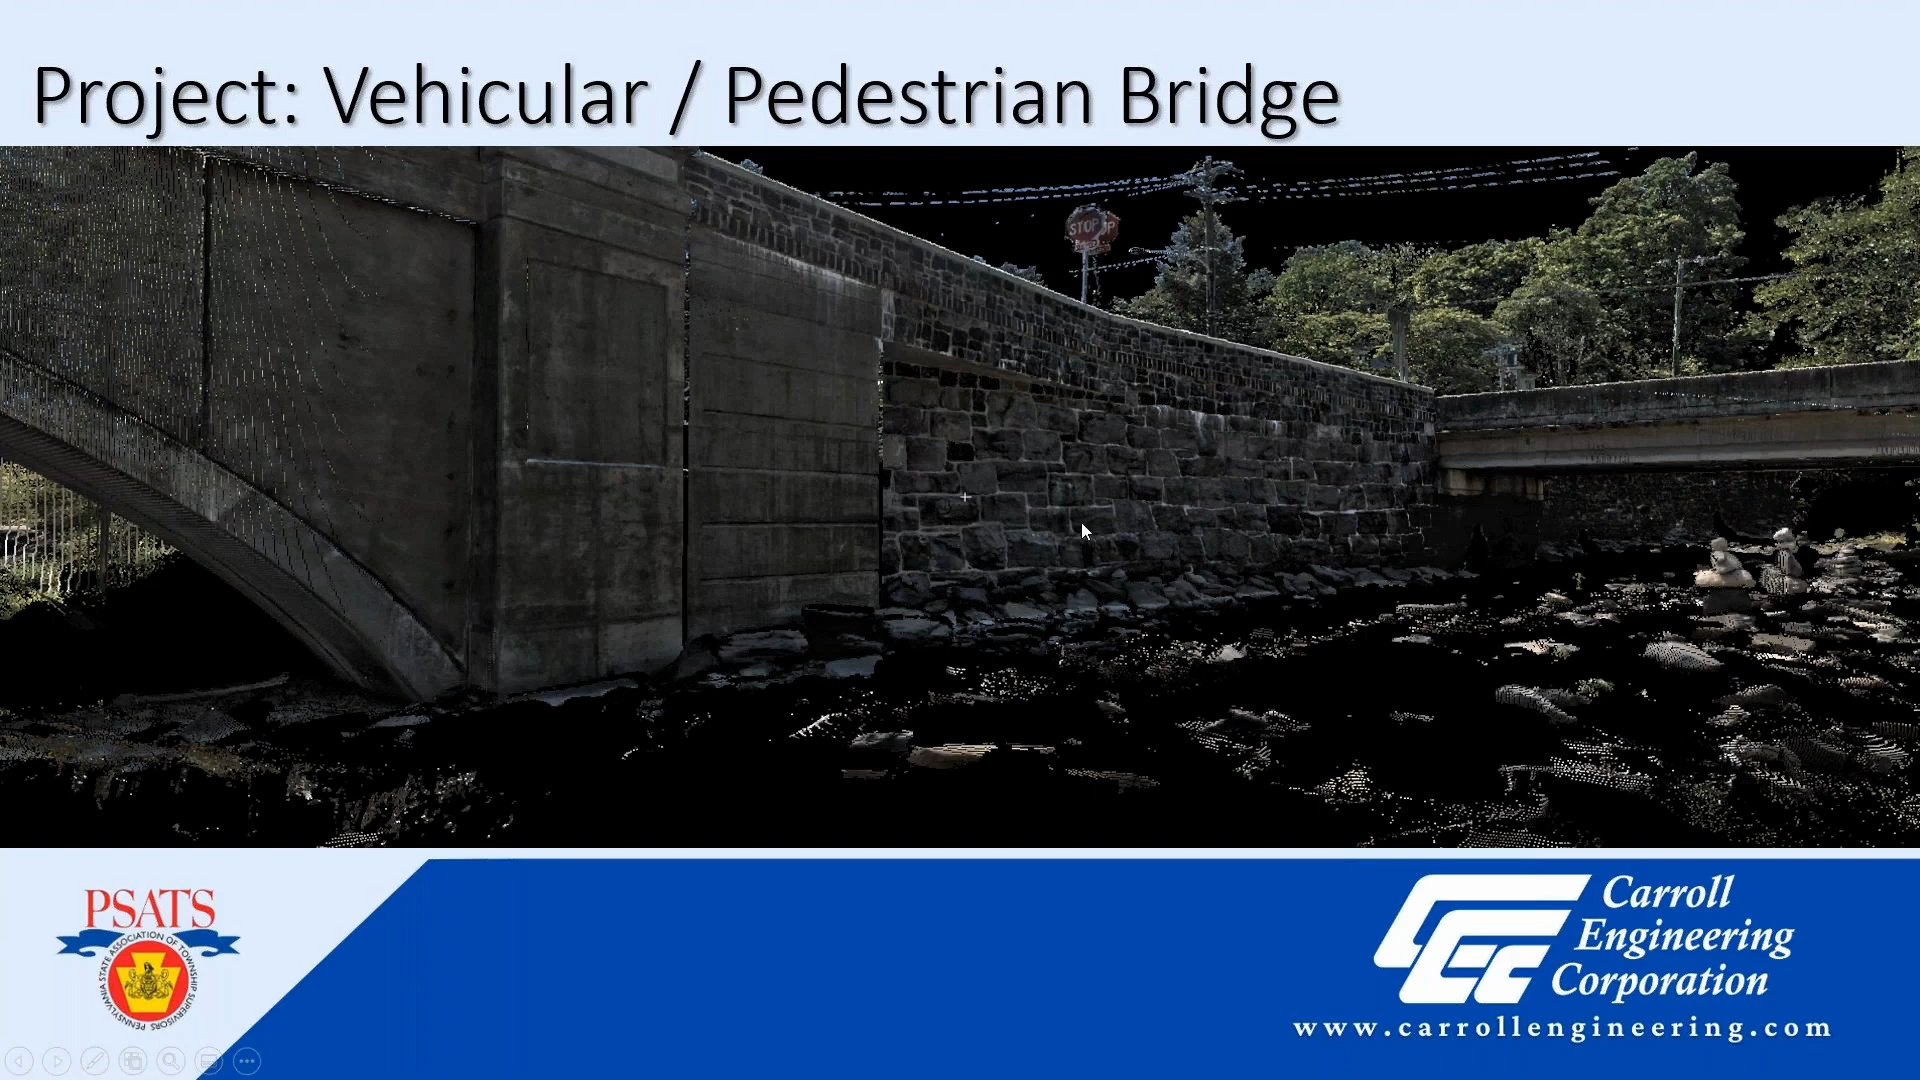 Project: Vehicular / Pedestrian Bridge
STOP
PSATS
PENNSYLVANIA STATE ASSOCIATION OF TOWNSHIP SUPERVISORS
Carroll
Engineering
Corporation
www.carrollengineering.com